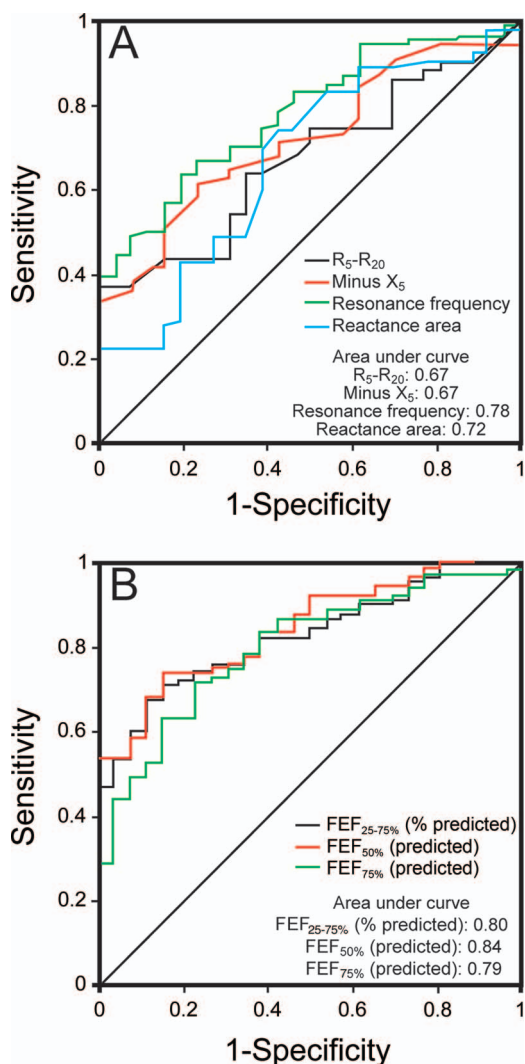 A
1
0.8
0.6
0.4
0.2
0
Sensitivity
R5-R20
Minus X5
Resonance frequency
Reactance area
Area under curve
R5-R20: 0.67
Minus X5: 0.67
Resonance frequency: 0.78
Reactance area: 0.72
0 0.2 0.4 0.6 0.8 1
1-Specificity
B
1
0.8
0.6
0.4
0.2
0
Sensitivity
FEF25-75% (% predicted)
FEF50% (predicted)
FEF75% (predicted)
Area under curve
FEF25-75% (% predicted): 0.80
FEF50% (predicted): 0.84
FEF75% (predicted): 0.79
0 0.2 0.4 0.6 0.8 1
1-Specificity